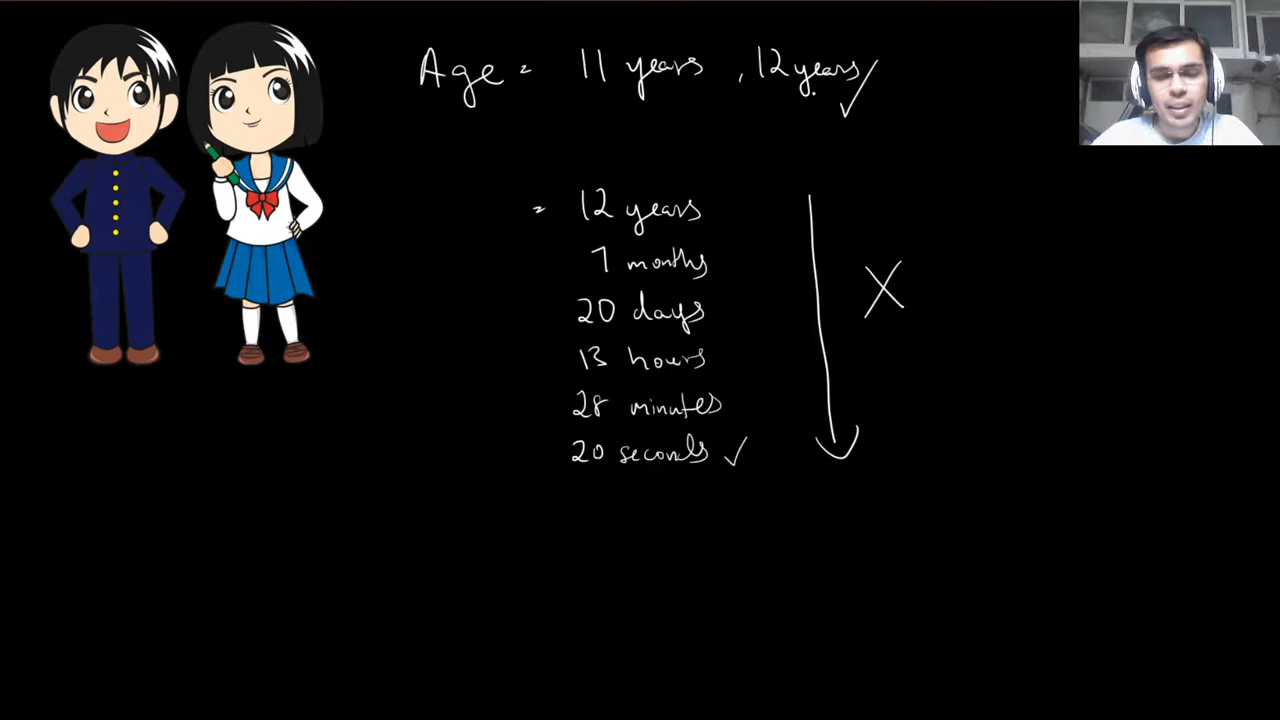 Age = 11 years , 12 years ✓
= 12 years
7 months
20 days
13 hours
28 minutes
20 seconds ✓